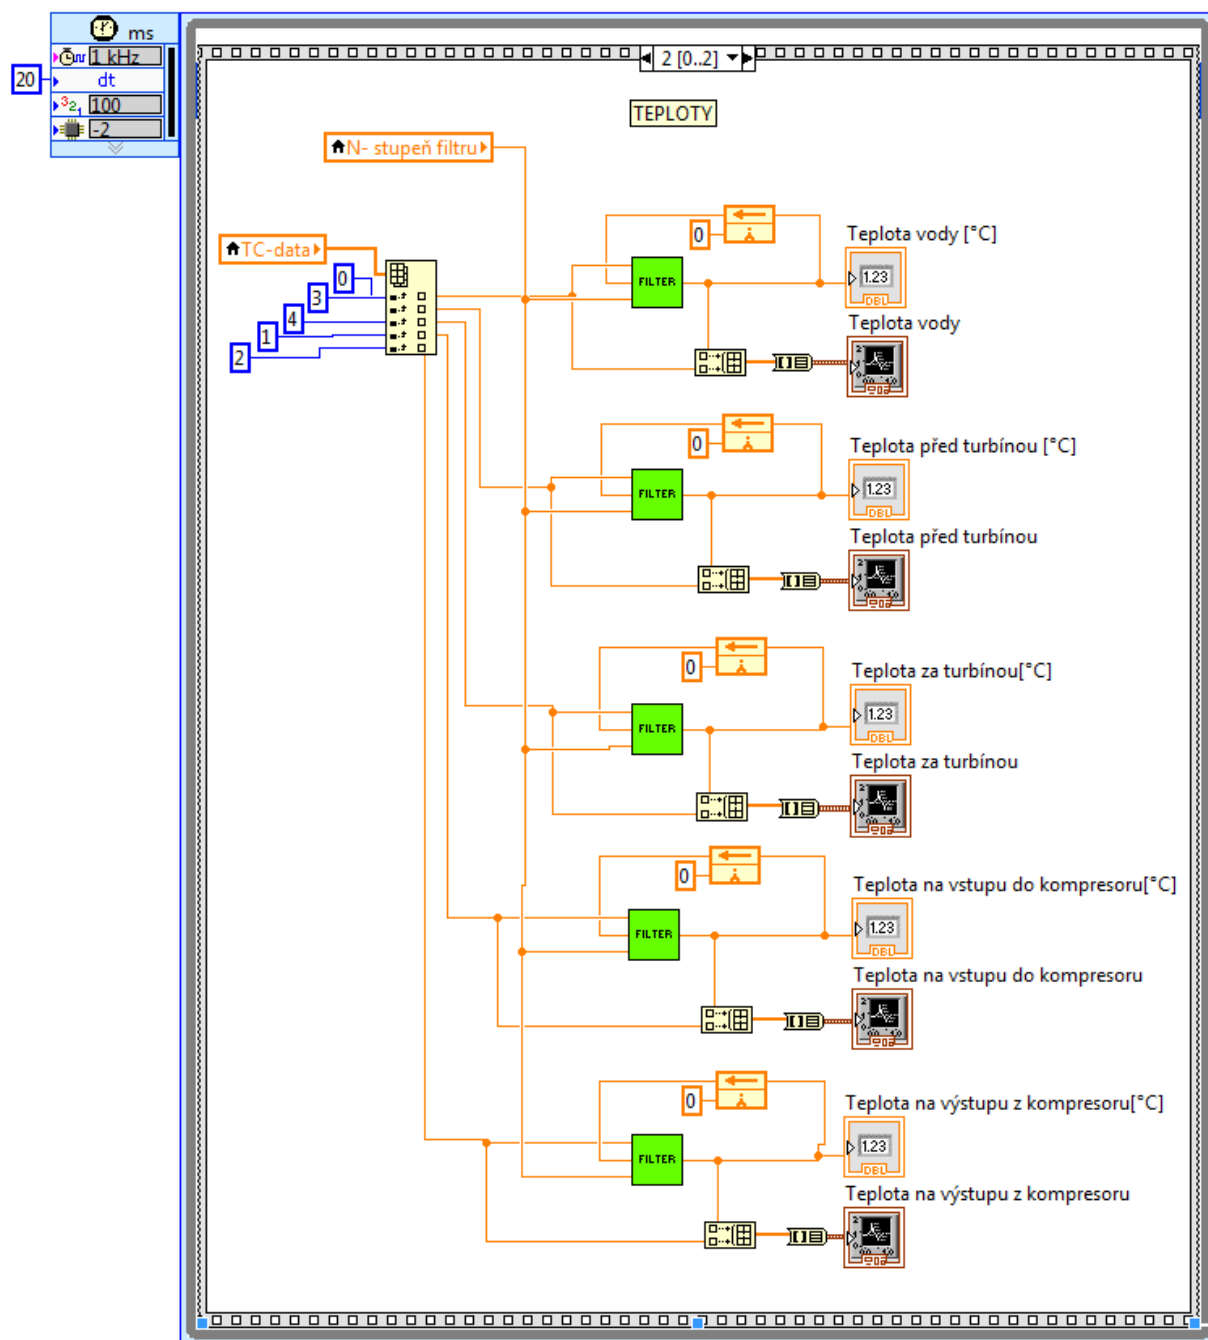 ms
1 kHz
20
dt
100
-2
2 [0..2]
TEPLOTY
N- stupeň filtru
TC-data
0
3
4
1
2
0
FILTER
Teplota vody [°C]
1.23
DBL
Teplota vody
0
FILTER
Teplota před turbínou [°C]
1.23
DBL
Teplota před turbínou
0
FILTER
Teplota za turbínou[°C]
1.23
DBL
Teplota za turbínou
0
FILTER
Teplota na vstupu do kompresoru[°C]
1.23
DBL
Teplota na vstupu do kompresoru
0
FILTER
Teplota na výstupu z kompresoru[°C]
1.23
DBL
Teplota na výstupu z kompresoru